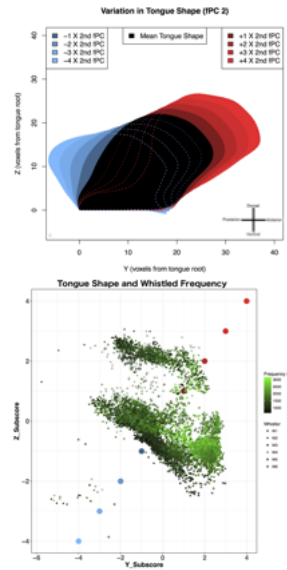 Variation in Tongue Shape (fPC 2)
−1 X 2nd fPC
−2 X 2nd fPC
−3 X 2nd fPC
−4 X 2nd fPC
Mean Tongue Shape
+1 X 2nd fPC
+2 X 2nd fPC
+3 X 2nd fPC
+4 X 2nd fPC
40
30
20
10
0
Z (voxels from tongue root)
Dorsal
Posterior
Anterior
Ventral
0
10
20
30
40
Y (voxels from tongue root)
Tongue Shape and Whistled Frequency
4
2
0
−2
−4
Z_Subscore
−6
−4
−2
0
2
4
Y_Subscore
Frequency
Whistler